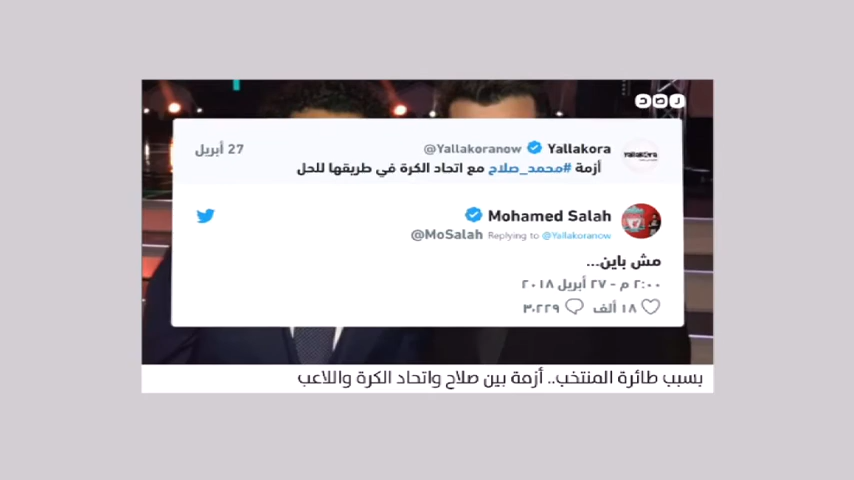 رصد
Yallakora @Yallakoranow 27 أبريل
أزمة #محمد_صلاح مع اتحاد الكرة في طريقها للحل
Mohamed Salah
@MoSalah Replying to @Yallakoranow
مش باين...
٢:٠٠ م - ٢٧ أبريل ٢٠١٨
١٨ ألف ٣٠٢٢٩
بسبب طائرة المنتخب.. أزمة بين صلاح واتحاد الكرة واللاعب